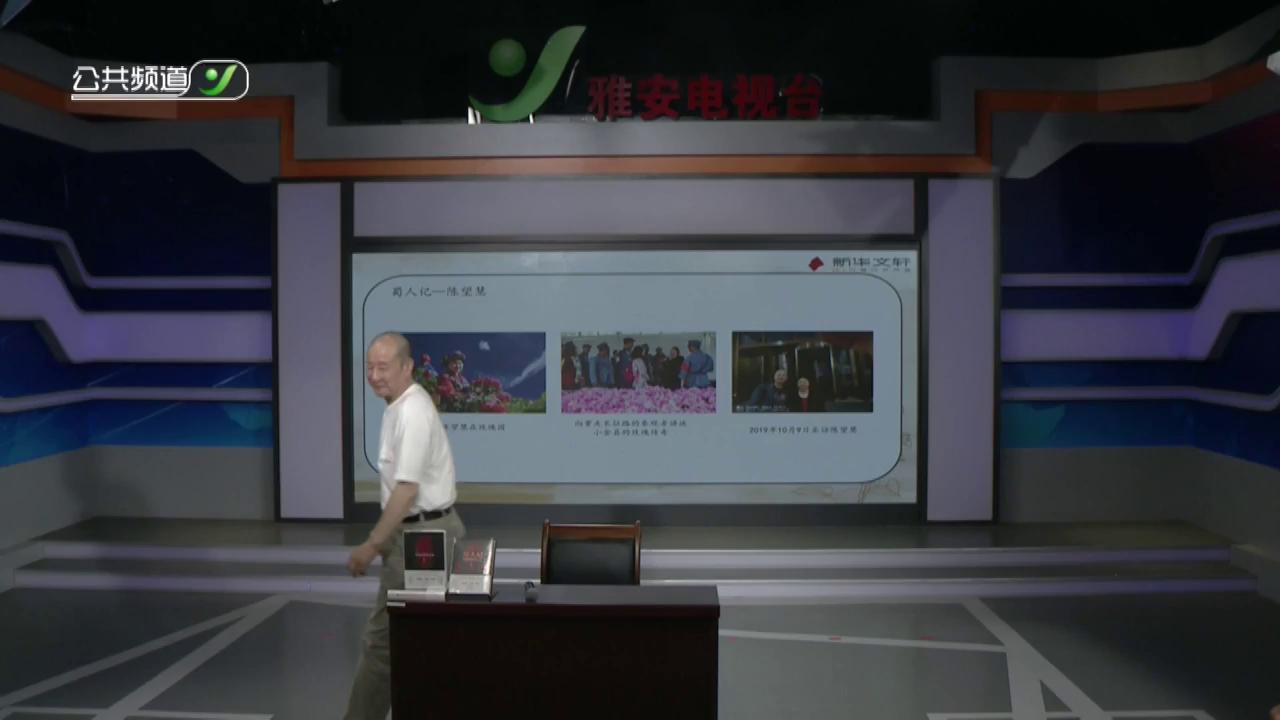 公共频道
雅安电视台
新华文轩
蜀人记—陈望慧
望慧在玫瑰园
向重走长征路的参观者讲述
小金县的玫瑰传奇
2019年10月9日采访陈望慧